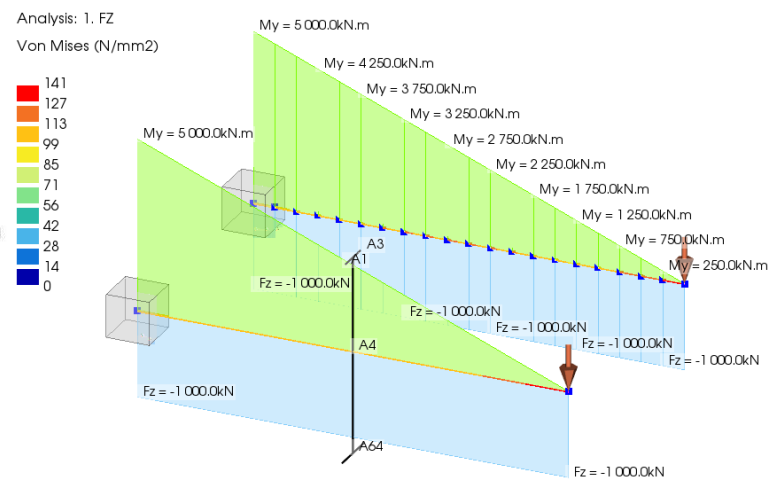 Analysis: 1. FZ
Von Mises (N/mm2)
141
127
113
99
85
71
56
42
28
14
0
My = 5 000.0kN.m
My = 4 250.0kN.m
My = 3 750.0kN.m
My = 3 250.0kN.m
My = 5 000.0kN.m
My = 2 750.0kN.m
My = 2 250.0kN.m
My = 1 750.0kN.m
My = 1 250.0kN.m
My = 750.0kN.m
My = 250.0kN.m
A3
A1
Fz = -1 000.0kN
Fz = -1 000.0kN
Fz = -1 000.0kN
Fz = -1 000.0kN
Fz = -1 000.0kN
A4
Fz = -1 000.0kN
A64
Fz = -1 000.0kN